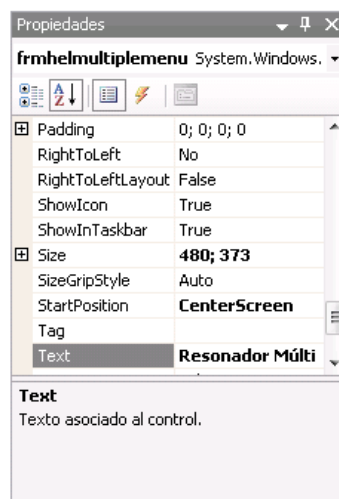 Propiedades
frmhelmultiplemenu System.Windows.
Padding 0; 0; 0; 0
RightToLeft No
RightToLeftLayout False
ShowIcon True
ShowInTaskbar True
Size 480; 373
SizeGripStyle Auto
StartPosition CenterScreen
Tag
Text Resonador Múlti
Text
Texto asociado al control.